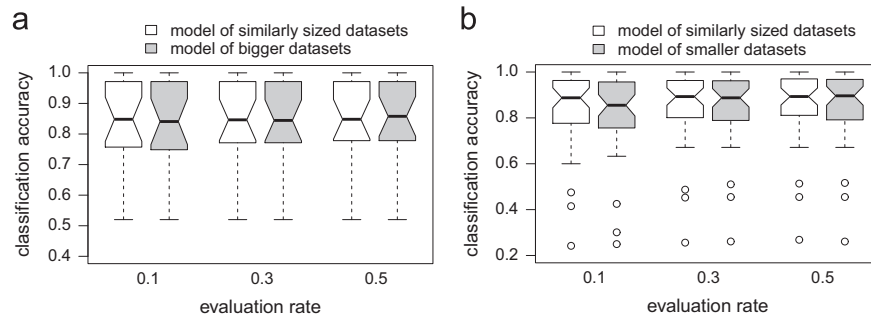 a
model of similarly sized datasets
model of bigger datasets
classification accuracy
1.0
0.9
0.8
0.7
0.6
0.5
0.4
0.1
0.3
0.5
evaluation rate
b
model of similarly sized datasets
model of smaller datasets
classification accuracy
1.0
0.8
0.6
0.4
0.2
0.1
0.3
0.5
evaluation rate